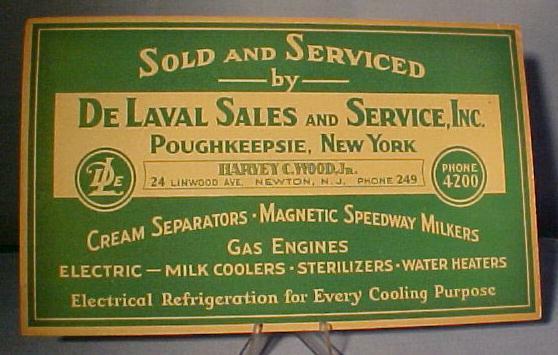 SOLD AND SERVICED
by
DE LAVAL SALES AND SERVICE, INC.
POUGHKEEPSIE, NEW YORK
DLE
HARVEY C. WOOD, JR.
24 LINWOOD AVE. NEWTON, N. J. PHONE 249
PHONE
4200
CREAM SEPARATORS · MAGNETIC SPEEDWAY MILKERS
GAS ENGINES
ELECTRIC — MILK COOLERS · STERILIZERS · WATER HEATERS
Electrical Refrigeration for Every Cooling Purpose